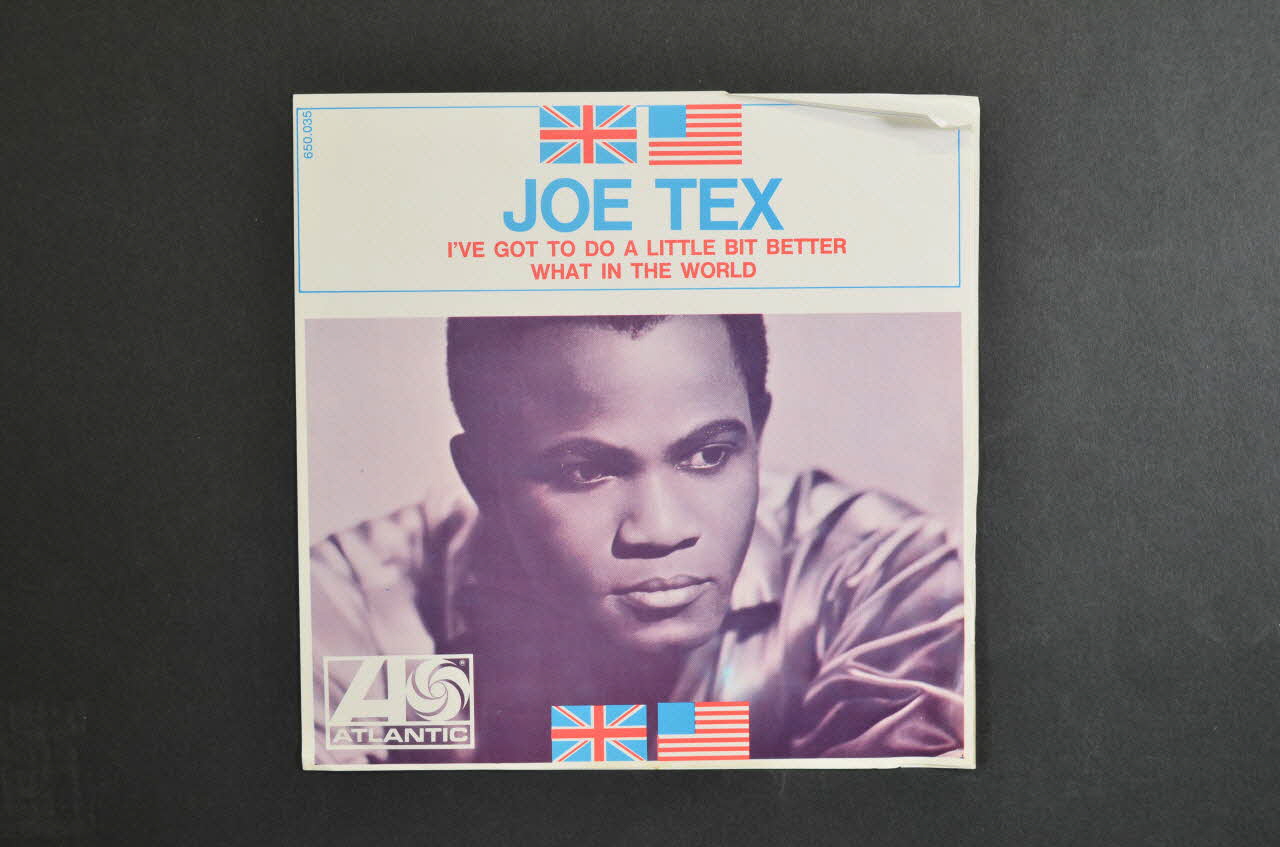 650.035
JOE TEX
I'VE GOT TO DO A LITTLE BIT BETTER
WHAT IN THE WORLD
ATLANTIC